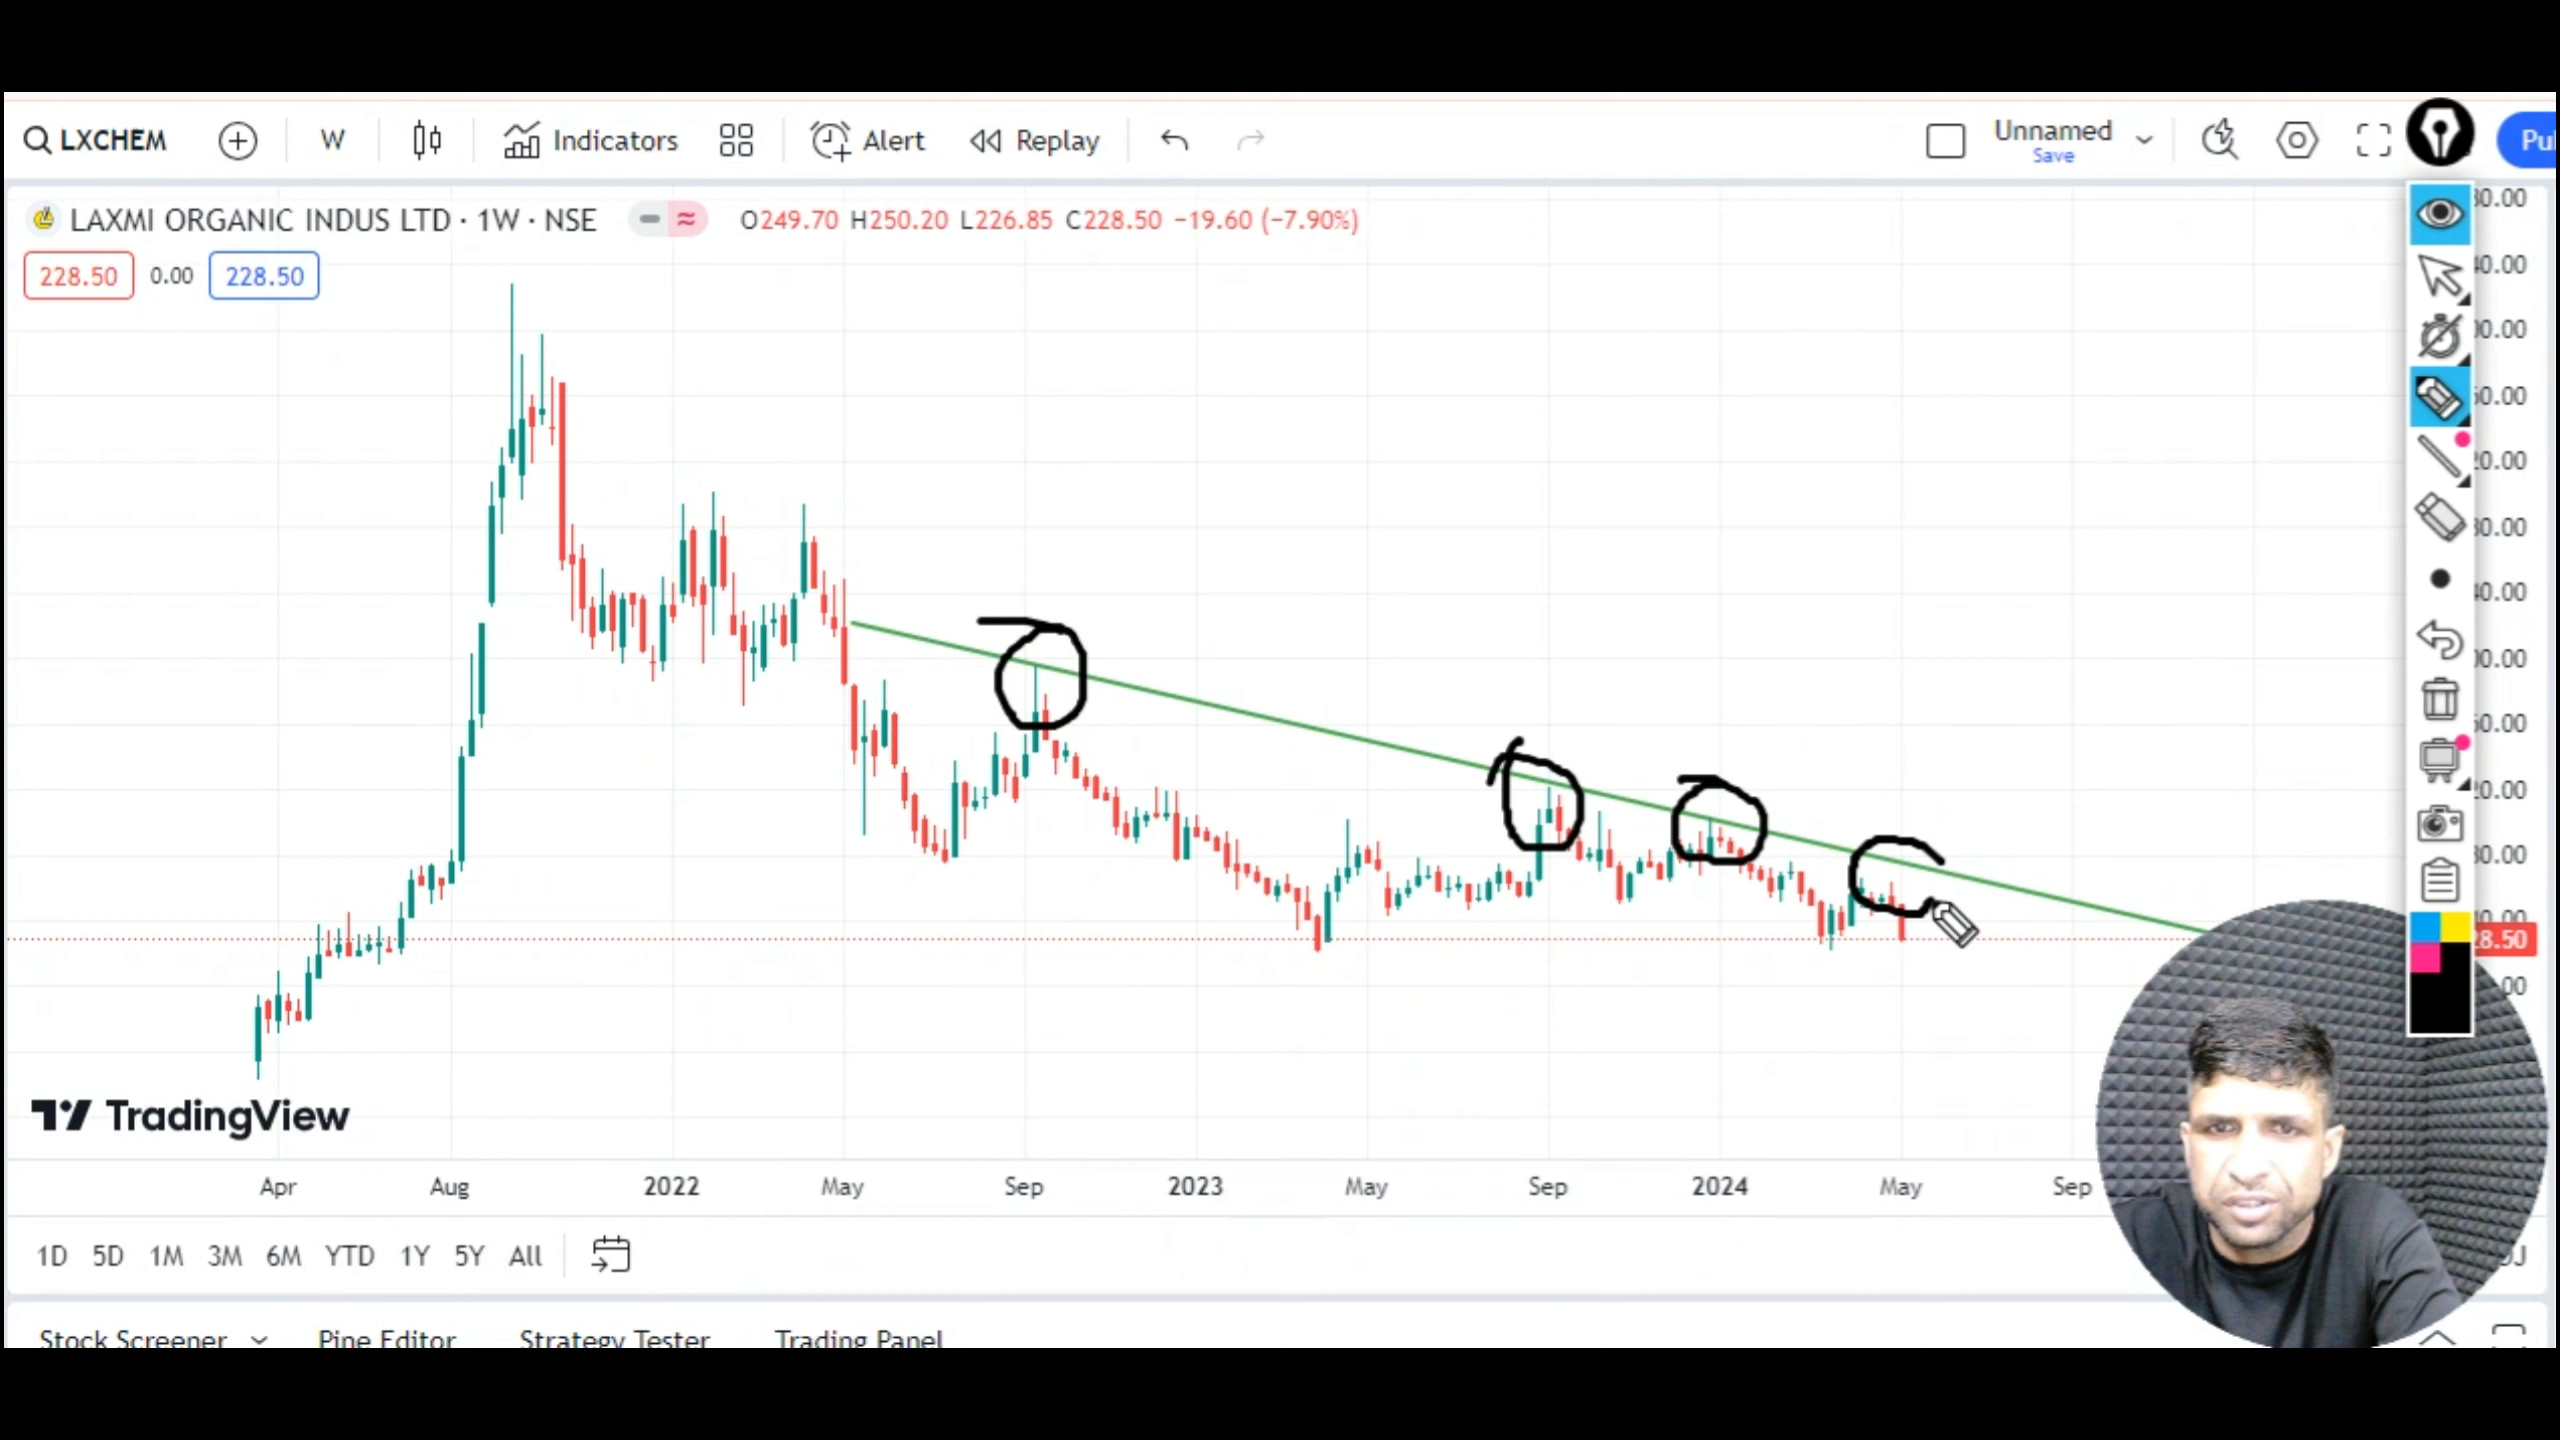 LXCHEM W Indicators Alert Replay Unnamed
Save
LAXMI ORGANIC INDUS LTD · 1W · NSE O249.70 H250.20 L226.85 C228.50 −19.60 (−7.90%)
228.50 0.00 228.50
TradingView
Apr Aug 2022 May Sep 2023 May Sep 2024 May Sep
1D 5D 1M 3M 6M YTD 1Y 5Y All
Stock Screener Pine Editor Strategy Tester Trading Panel